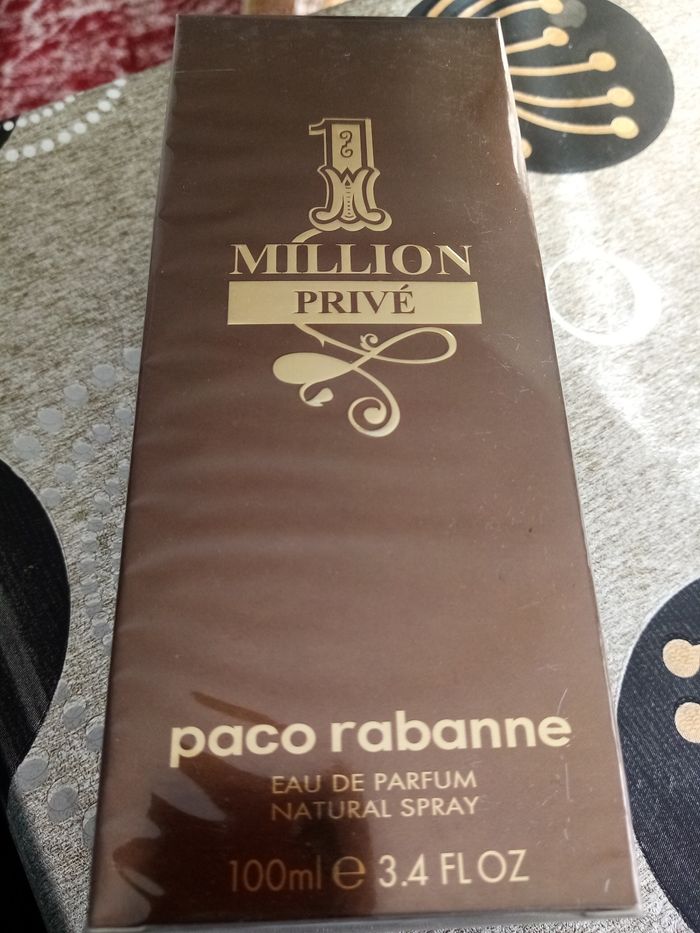 1
MILLION
PRIVÉ
paco rabanne
EAU DE PARFUM
NATURAL SPRAY
100ml ℮ 3.4 FL OZ